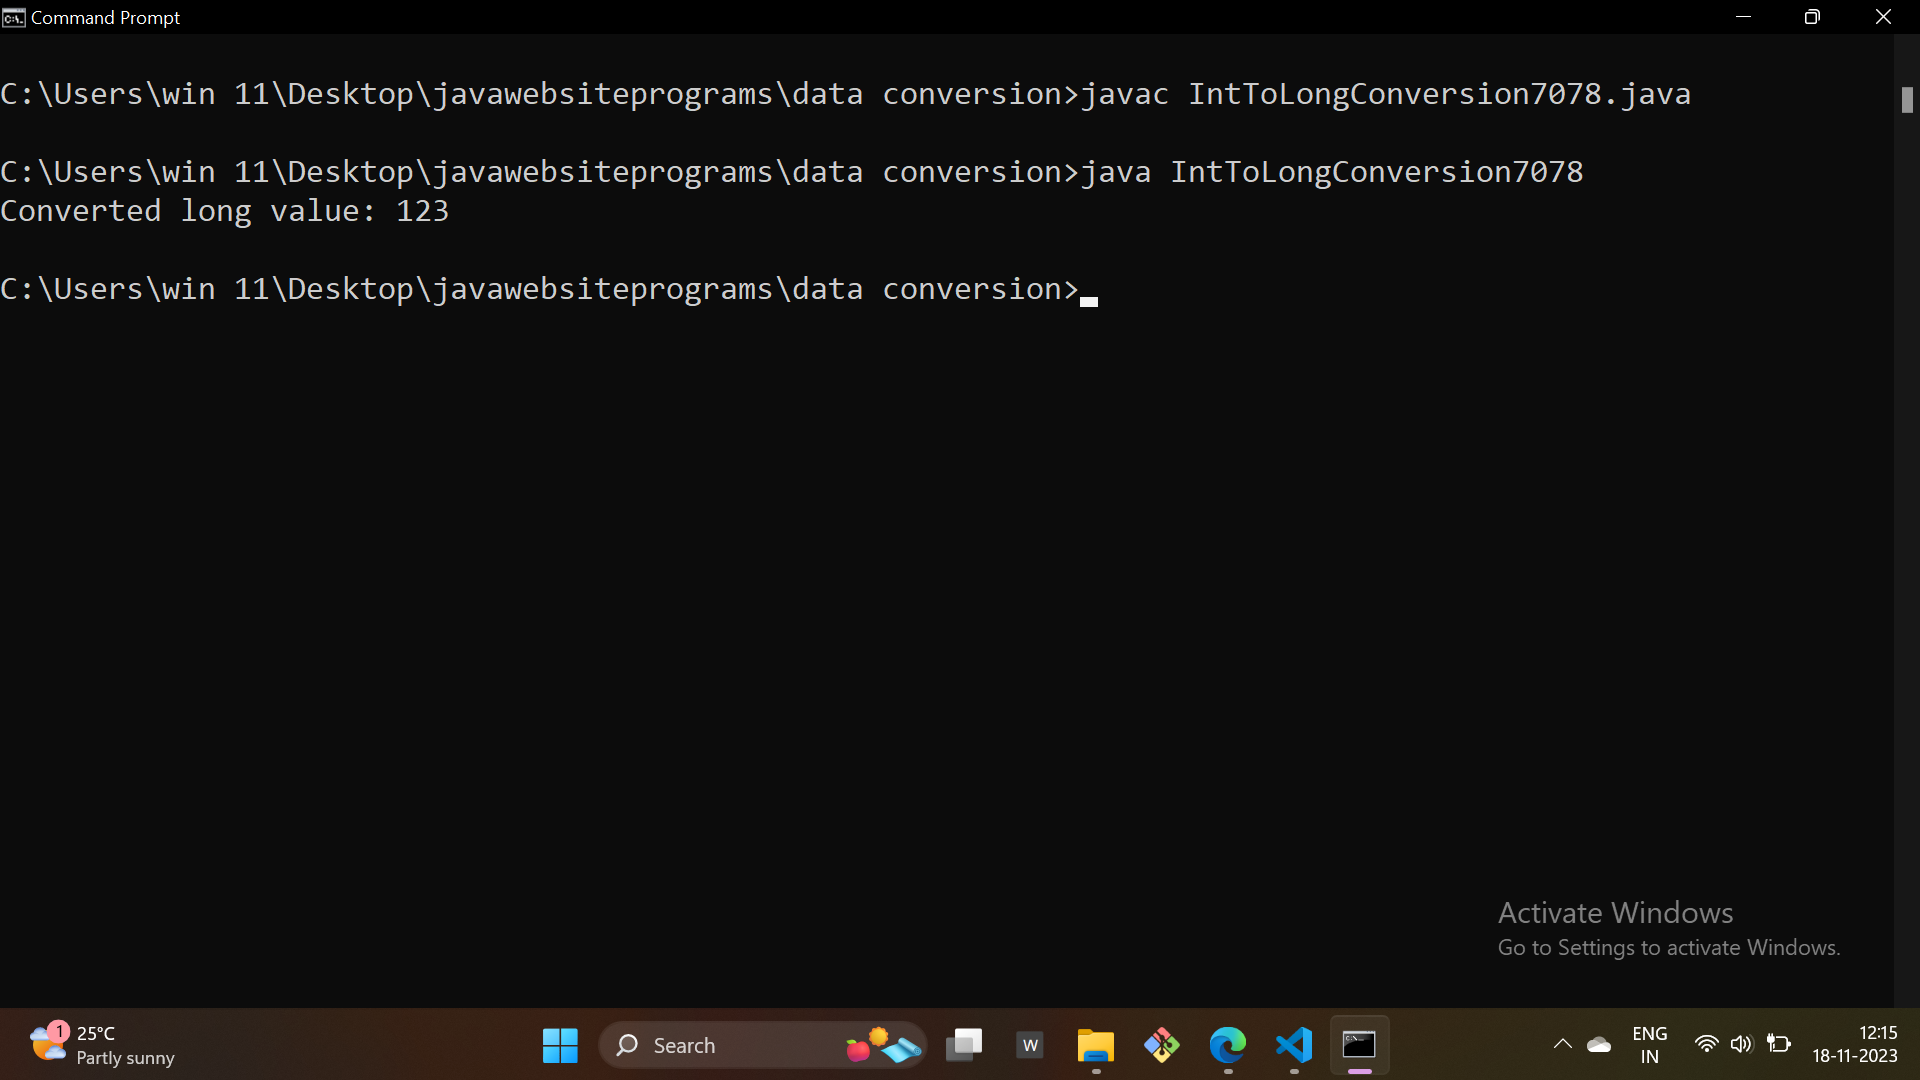 Command Prompt
C:\Users\win 11\Desktop\javawebsiteprograms\data conversion>javac IntToLongConversion7078.java
C:\Users\win 11\Desktop\javawebsiteprograms\data conversion>java IntToLongConversion7078
Converted long value: 123
C:\Users\win 11\Desktop\javawebsiteprograms\data conversion>
Activate Windows
Go to Settings to activate Windows.
1
25°C
Partly sunny
Search
W
ENG
IN
12:15
18-11-2023